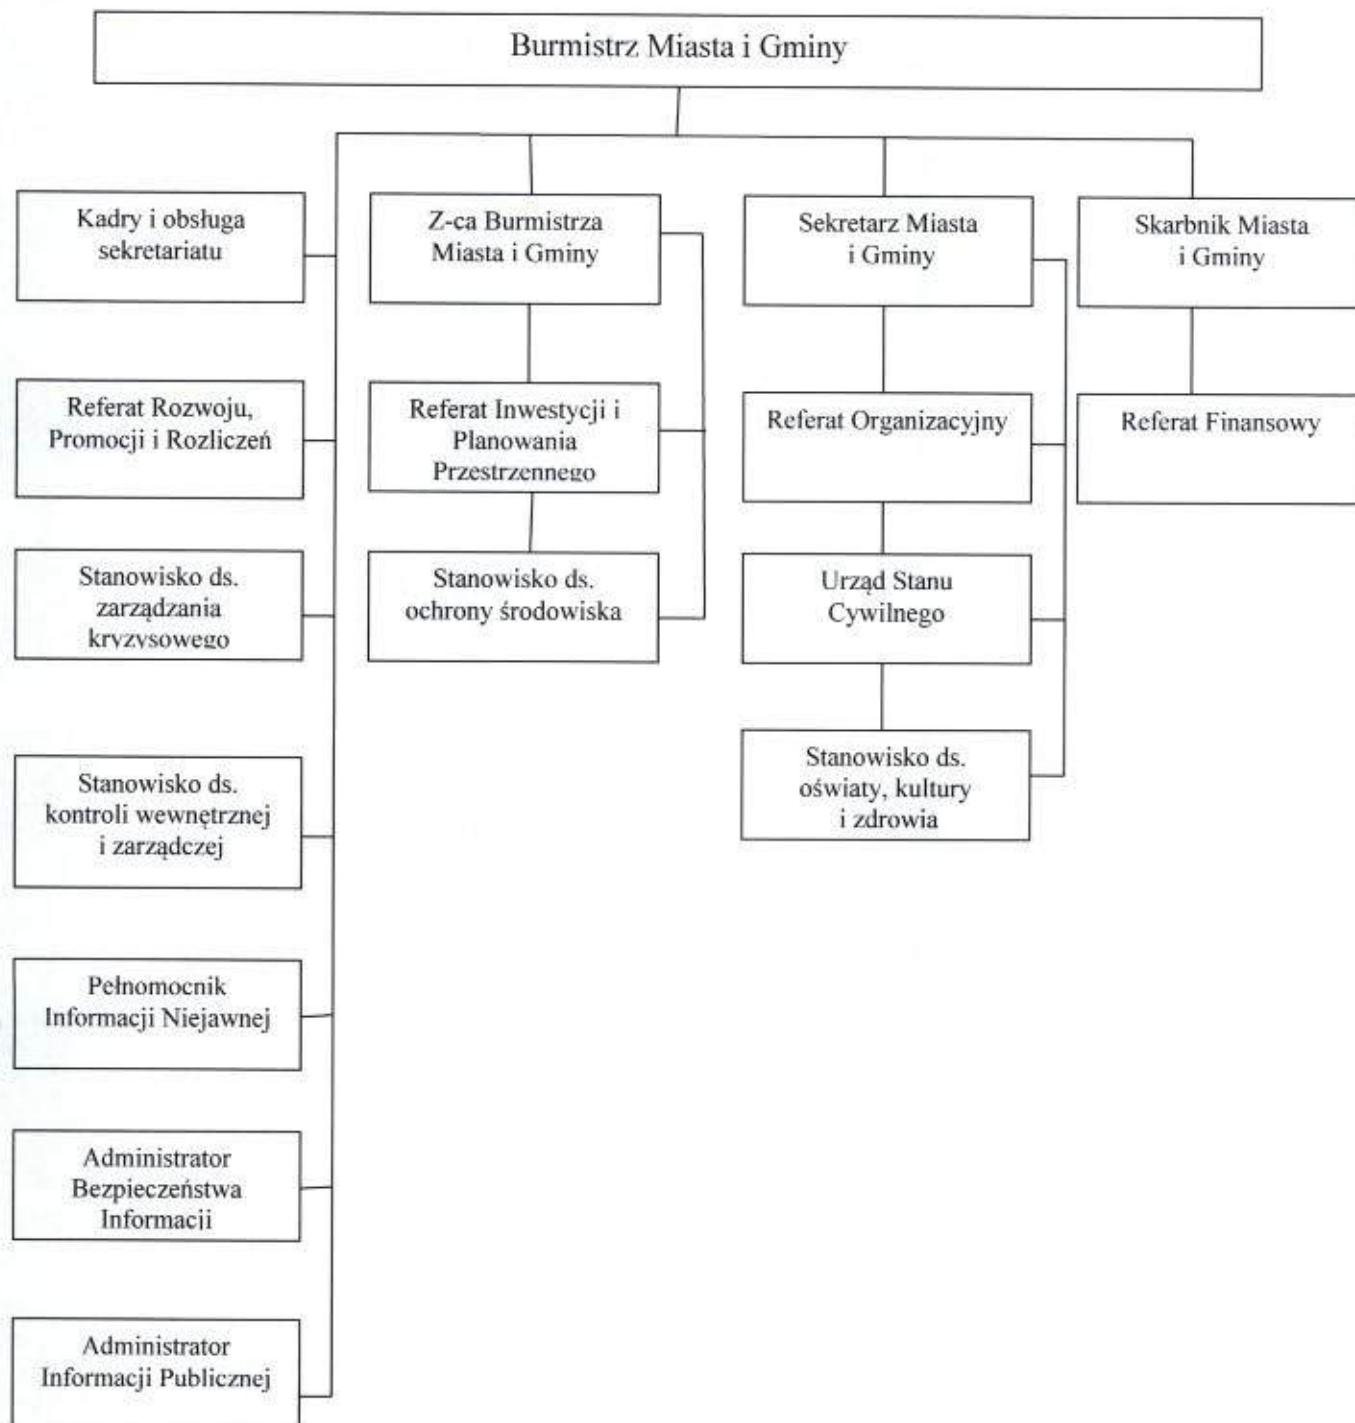 Burmistrz Miasta i Gminy
Kadry i obsługa
sekretariatu
Referat Rozwoju,
Promocji i Rozliczeń
Stanowisko ds.
zarządzania
kryzysowego
Stanowisko ds.
kontroli wewnętrznej
i zarządczej
Pełnomocnik
Informacji Niejawnej
Administrator
Bezpieczeństwa
Informacji
Administrator
Informacji Publicznej
Z-ca Burmistrza
Miasta i Gminy
Referat Inwestycji i
Planowania
Przestrzennego
Stanowisko ds.
ochrony środowiska
Sekretarz Miasta
i Gminy
Referat Organizacyjny
Urząd Stanu
Cywilnego
Stanowisko ds.
oświaty, kultury
i zdrowia
Skarbnik Miasta
i Gminy
Referat Finansowy